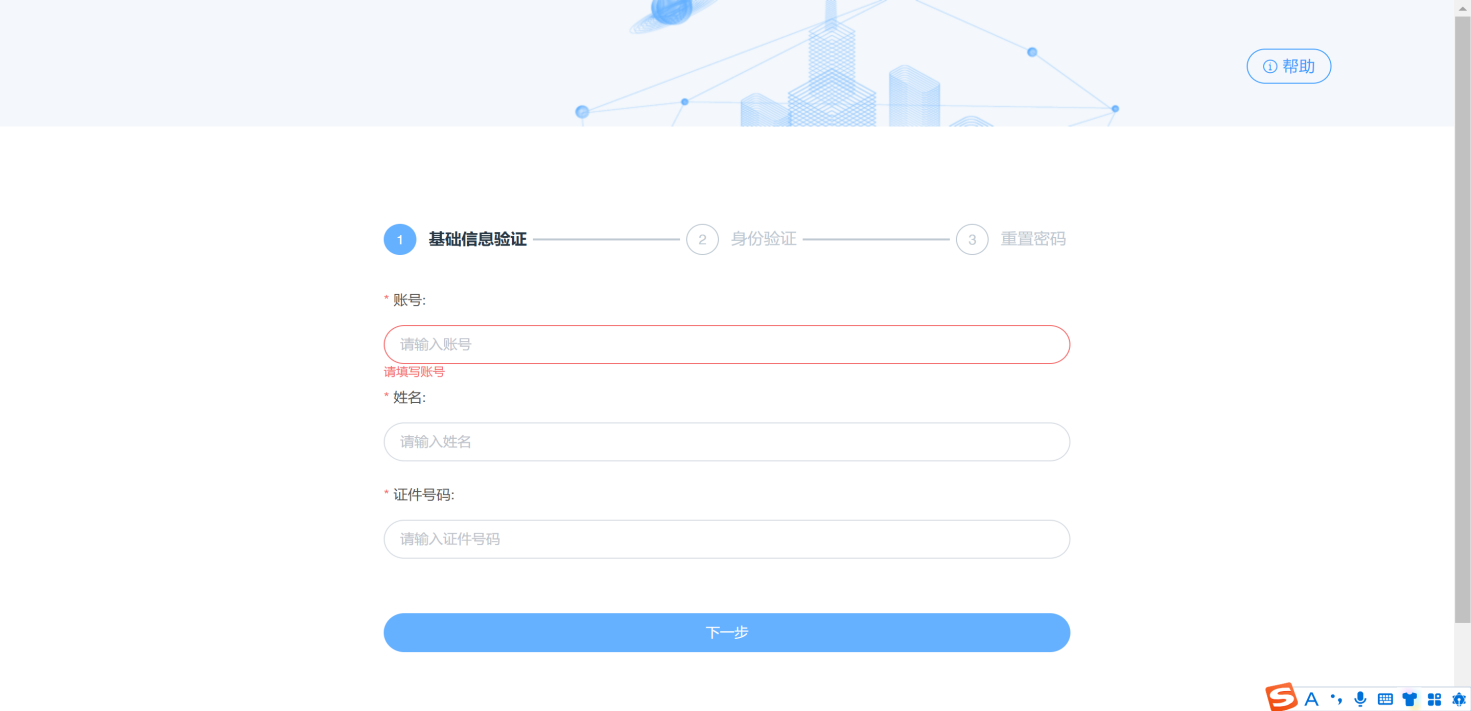 帮助
1 基础信息验证 2 身份验证 3 重置密码
* 账号:
请输入账号
请填写账号
* 姓名:
请输入姓名
* 证件号码:
请输入证件号码
下一步
S A